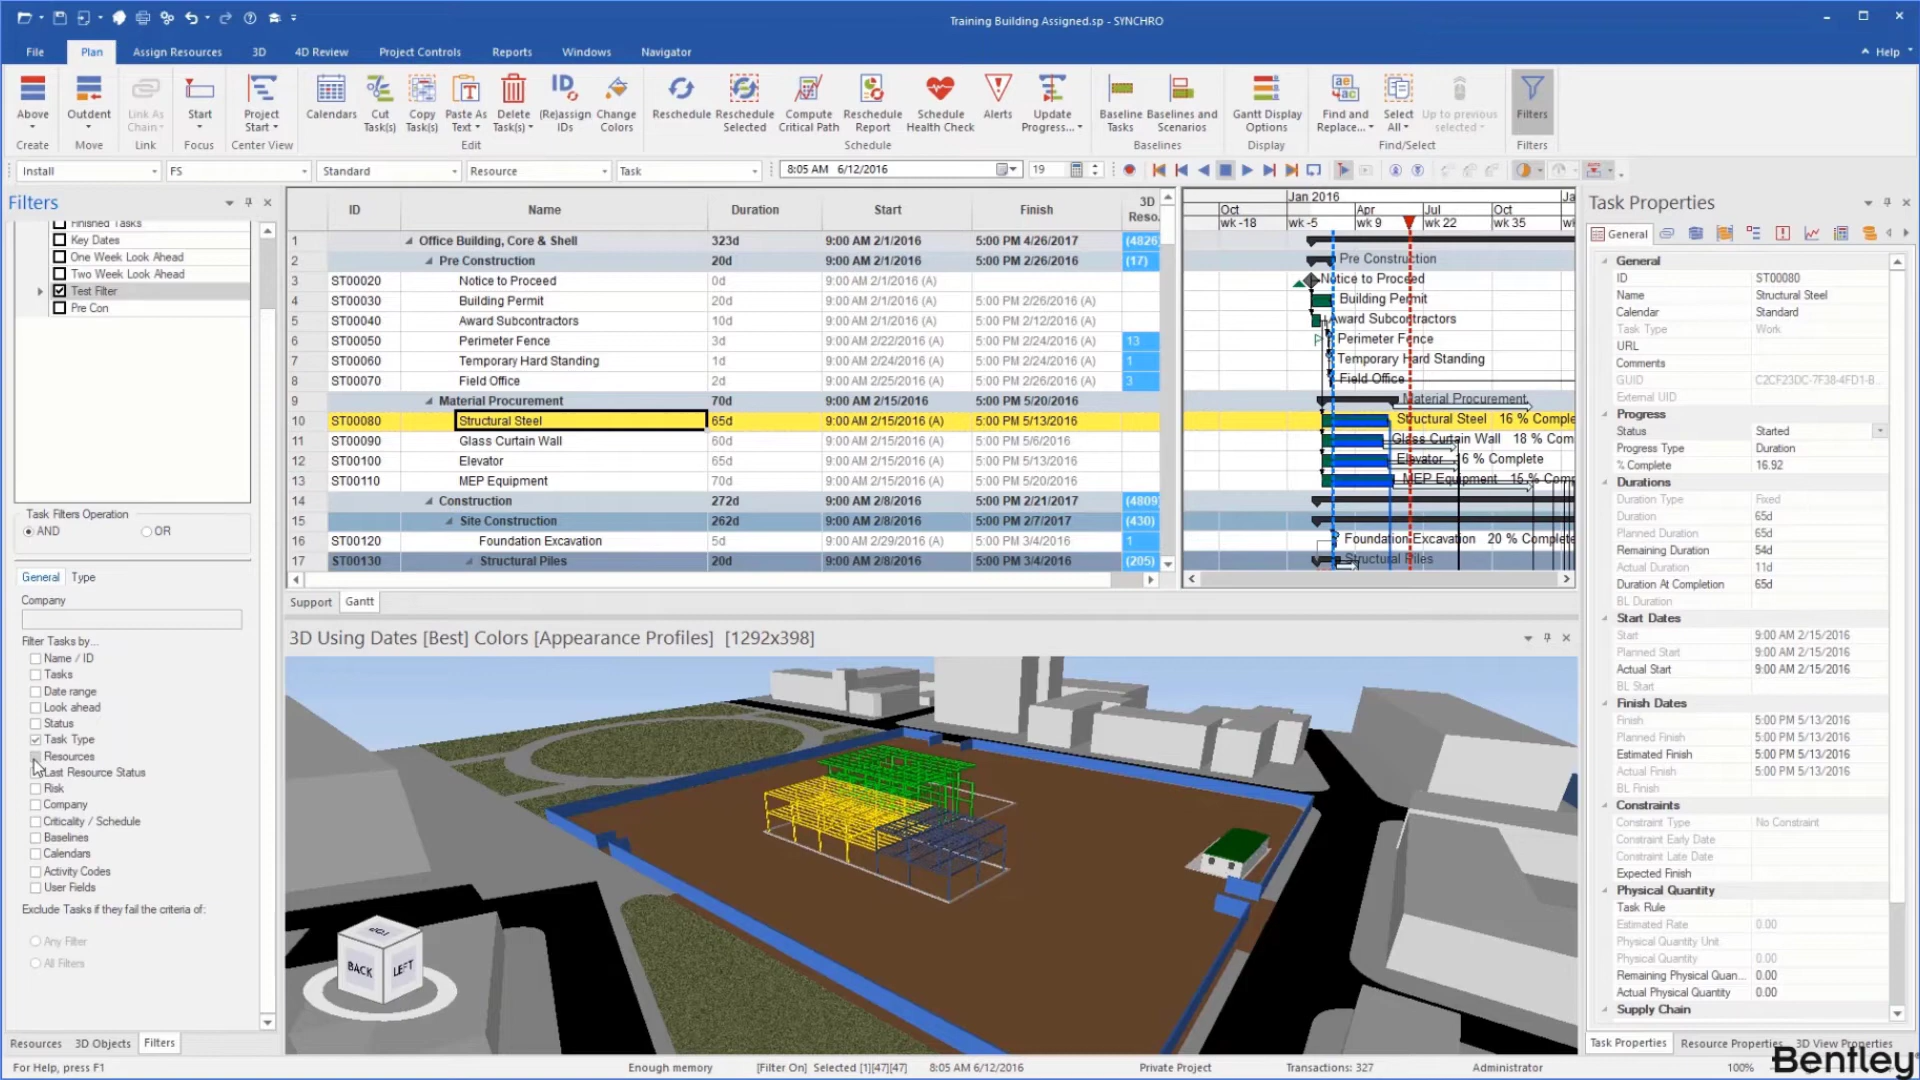 Training Building Assigned.sp - SYNCHRO
File Plan Assign Resources 3D 4D Review Project Controls Reports Windows Navigator Help
Above Outdent Link As Chain Start Project Start Calendars Cut Task(s) Copy Task(s) Paste As Text Delete Task(s) (Re)assign IDs Change Colors Reschedule Reschedule Selected Compute Critical Path Reschedule Report Schedule Health Check Alerts Update Progress... Baseline Tasks Baselines and Scenarios Gantt Display Options Find and Replace... Select All Up to previous selected Filters
Create Move Link Focus Center View Edit Schedule Baselines Display Find/Select Filters
Install FS Standard Resource Task 8:05 AM 6/12/2016 19
Filters
Finished Tasks
Key Dates
One Week Look Ahead
Two Week Look Ahead
Test Filter
Pre Con
Task Filters Operation
AND OR
General Type
Company
Filter Tasks by...
Name / ID
Tasks
Date range
Look ahead
Status
Task Type
Resources
Last Resource Status
Risk
Company
Criticality / Schedule
Baselines
Calendars
Activity Codes
User Fields
Exclude Tasks if they fail the criteria of:
Any Filter
All Filters
Resources 3D Objects Filters
ID Name Duration Start Finish 3D Reso.
1 Office Building, Core & Shell 323d 9:00 AM 2/1/2016 5:00 PM 4/26/2017 (4826
2 Pre Construction 20d 9:00 AM 2/1/2016 5:00 PM 2/26/2016 (17)
3 ST00020 Notice to Proceed 0d 9:00 AM 2/1/2016 (A)
4 ST00030 Building Permit 20d 9:00 AM 2/1/2016 (A) 5:00 PM 2/26/2016 (A)
5 ST00040 Award Subcontractors 10d 9:00 AM 2/1/2016 (A) 5:00 PM 2/12/2016 (A)
6 ST00050 Perimeter Fence 3d 9:00 AM 2/22/2016 (A) 5:00 PM 2/24/2016 (A) 13
7 ST00060 Temporary Hard Standing 1d 9:00 AM 2/24/2016 (A) 5:00 PM 2/24/2016 (A) 1
8 ST00070 Field Office 2d 9:00 AM 2/25/2016 (A) 5:00 PM 2/26/2016 (A) 3
9 Material Procurement 70d 9:00 AM 2/15/2016 5:00 PM 5/20/2016
10 ST00080 Structural Steel 65d 9:00 AM 2/15/2016 (A) 5:00 PM 5/13/2016
11 ST00090 Glass Curtain Wall 60d 9:00 AM 2/15/2016 (A) 5:00 PM 5/6/2016
12 ST00100 Elevator 65d 9:00 AM 2/15/2016 (A) 5:00 PM 5/13/2016
13 ST00110 MEP Equipment 70d 9:00 AM 2/15/2016 (A) 5:00 PM 5/20/2016
14 Construction 272d 9:00 AM 2/8/2016 5:00 PM 2/21/2017 (4809)
15 Site Construction 262d 9:00 AM 2/8/2016 5:00 PM 2/7/2017 (430)
16 ST00120 Foundation Excavation 5d 9:00 AM 2/29/2016 (A) 5:00 PM 3/4/2016 1
17 ST00130 Structural Piles 20d 9:00 AM 2/8/2016 5:00 PM 3/4/2016 (205)
Support Gantt
Jan 2016 Ja
Oct Apr Jul Oct
wk -18 wk -5 wk 9 wk 22 wk 35 wk
Pre Construction
Notice to Proceed
Building Permit
Award Subcontractors
Perimeter Fence
Temporary Hard Standing
Field Office
Material Procurement
Structural Steel 16 % Comple
Glass Curtain Wall 18 % Com
Elevator 16 % Complete
MEP Equipment 15 % Comp
Foundation Excavation 20 % Complete
Structural Piles
3D Using Dates [Best] Colors [Appearance Profiles] [1292x398]
TOP
BACK LEFT
Task Properties
General
General
ID ST00080
Name Structural Steel
Calendar Standard
Task Type Work
URL
Comments
GUID C2CF23DC-7F38-4FD1-B...
External UID
Progress
Status Started
Progress Type Duration
% Complete 16.92
Durations
Duration Type Fixed
Duration 65d
Planned Duration 65d
Remaining Duration 54d
Actual Duration 11d
Duration At Completion 65d
BL Duration
Start Dates
Start 9:00 AM 2/15/2016
Planned Start 9:00 AM 2/15/2016
Actual Start 9:00 AM 2/15/2016
BL Start
Finish Dates
Finish 5:00 PM 5/13/2016
Planned Finish 5:00 PM 5/13/2016
Estimated Finish 5:00 PM 5/13/2016
Actual Finish 5:00 PM 5/13/2016
BL Finish
Constraints
Constraint Type No Constraint
Constraint Early Date
Constraint Late Date
Expected Finish
Physical Quantity
Task Rule
Estimated Rate 0.00
Physical Quantity Unit
Physical Quantity 0.00
Remaining Physical Quan... 0.00
Actual Physical Quantity 0.00
Supply Chain
Task Properties Resource Properties 3D View Properties
For Help, press F1 Enough memory [Filter On] Selected [1][47][47] 8:05 AM 6/12/2016 Private Project Transactions: 327 Administrator 100%
Bentley